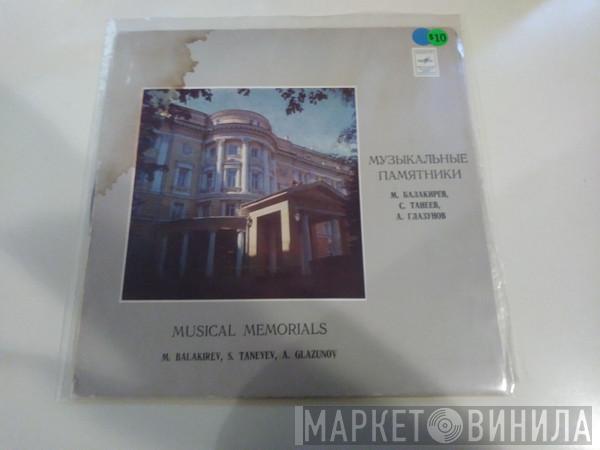 $10
МУЗЫКАЛЬНЫЕ
ПАМЯТНИКИ
М. БАЛАКИРЕВ,
С. ТАНЕЕВ,
А. ГЛАЗУНОВ
MUSICAL MEMORIALS
M. BALAKIREV, S. TANEYEV, A. GLAZUNOV
МАРКЕТ ВИНИЛА